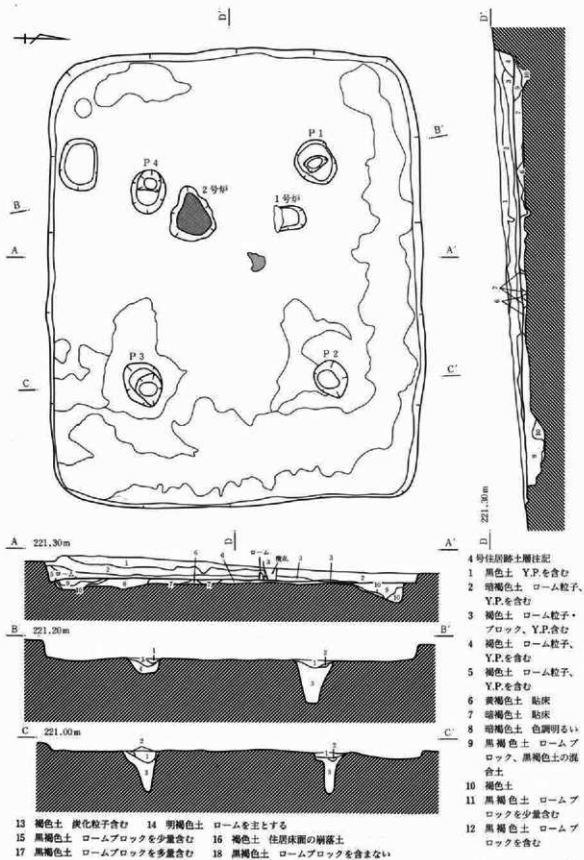 D'
D'
P 1
B'
P 4
2 号炉
1 号炉
B
A
A'
P 3
P 2
C
C'
D
221.30m
D
A 221.30m
A'
ローム
B 221.20m
B'
C 221.00m
C'
4 号住居跡土層注記
1 黒色土 Y.P.を含む
2 暗褐色土 ローム粒子、
Y.P.を含む
3 褐色土 ローム粒子・
ブロック、Y.P.含む
4 褐色土 ローム粒子、
Y.P.を含む
5 褐色土 ローム粒子、
Y.P.を含む
6 黄褐色土 貼床
7 暗褐色土 貼床
8 暗褐色土 色調明るい
9 黒褐色土 ロームブ
ロック、黒褐色土の混
合土
10 褐色土
11 黒褐色土 ロームブ
ロックを少量含む
12 黒褐色土 ロームブ
ロックを含む
13 褐色土 炭化粒子含む 14 明褐色土 ロームを主とする
15 黒褐色土 ロームブロックを少量含む 16 褐色土 住居床面の崩落土
17 黒褐色土 ロームブロックを多量含む 18 黒褐色土 ロームブロックを含まない